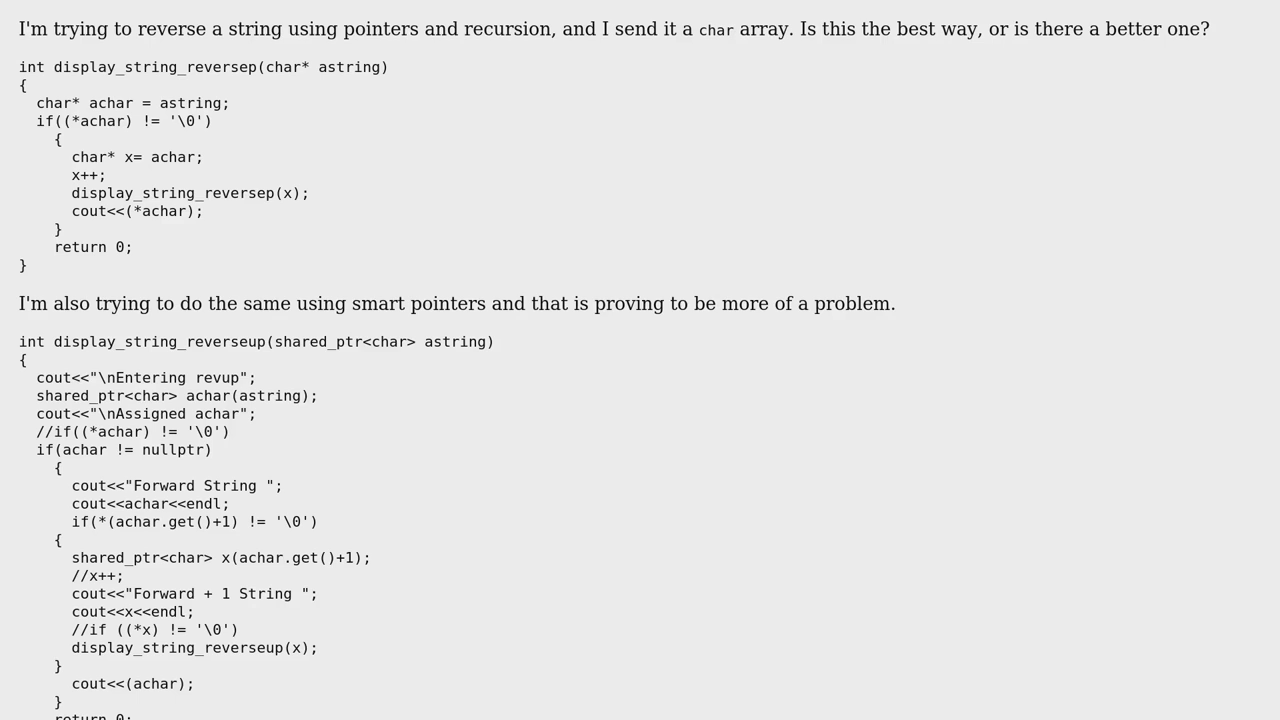 I'm trying to reverse a string using pointers and recursion, and I send it a char array. Is this the best way, or is there a better one?
int display_string_reversep(char* astring)
{
  char* achar = astring;
  if((*achar) != '\0')
    {
      char* x= achar;
      x++;
      display_string_reversep(x);
      cout<<(*achar);
    }
    return 0;
}
I'm also trying to do the same using smart pointers and that is proving to be more of a problem.
int display_string_reverseup(shared_ptr<char> astring)
{
  cout<<"\nEntering revup";
  shared_ptr<char> achar(astring);
  cout<<"\nAssigned achar";
  //if((*achar) != '\0')
  if(achar != nullptr)
    {
      cout<<"Forward String ";
      cout<<achar<<endl;
      if(*(achar.get()+1) != '\0')
    {
      shared_ptr<char> x(achar.get()+1);
      //x++;
      cout<<"Forward + 1 String ";
      cout<<x<<endl;
      //if ((*x) != '\0')
      display_string_reverseup(x);
    }
      cout<<(achar);
    }
    return 0;